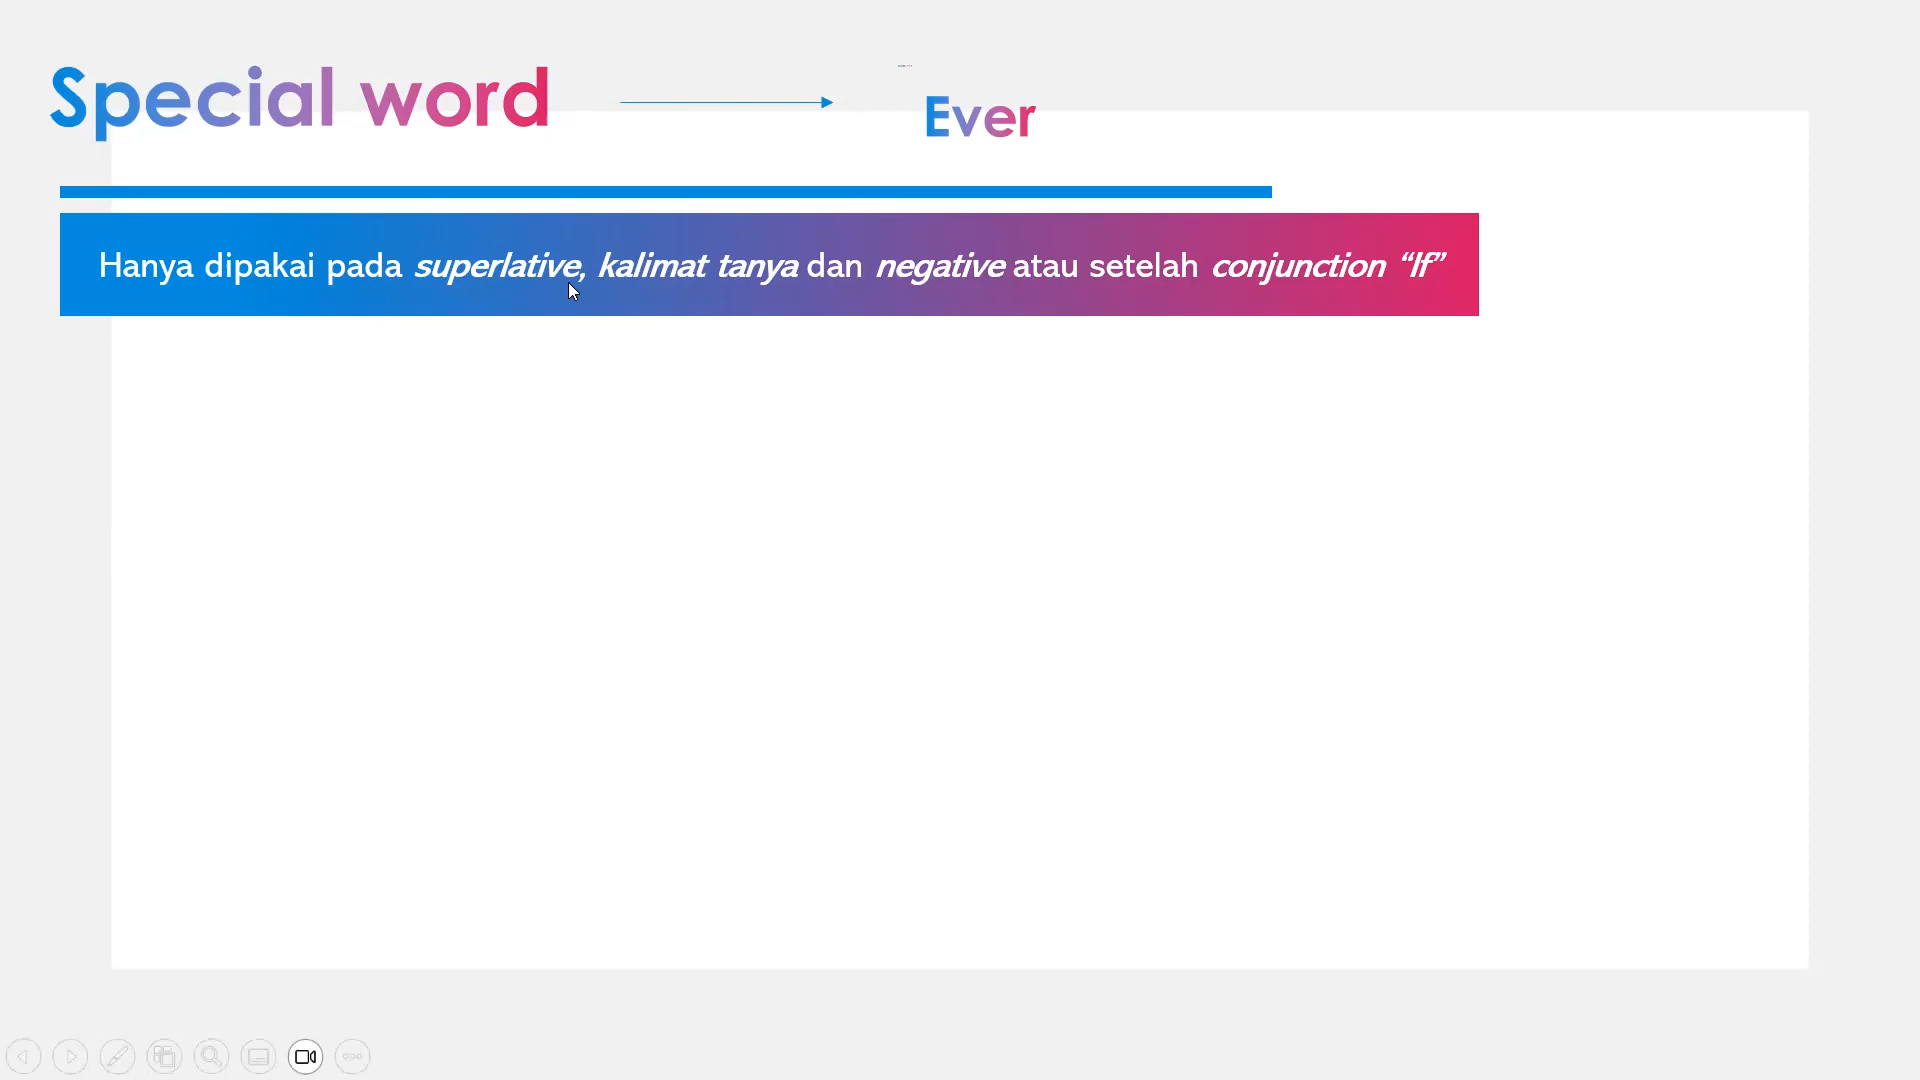 Special word
Ever
Hanya dipakai pada superlative, kalimat tanya dan negative atau setelah conjunction “If”